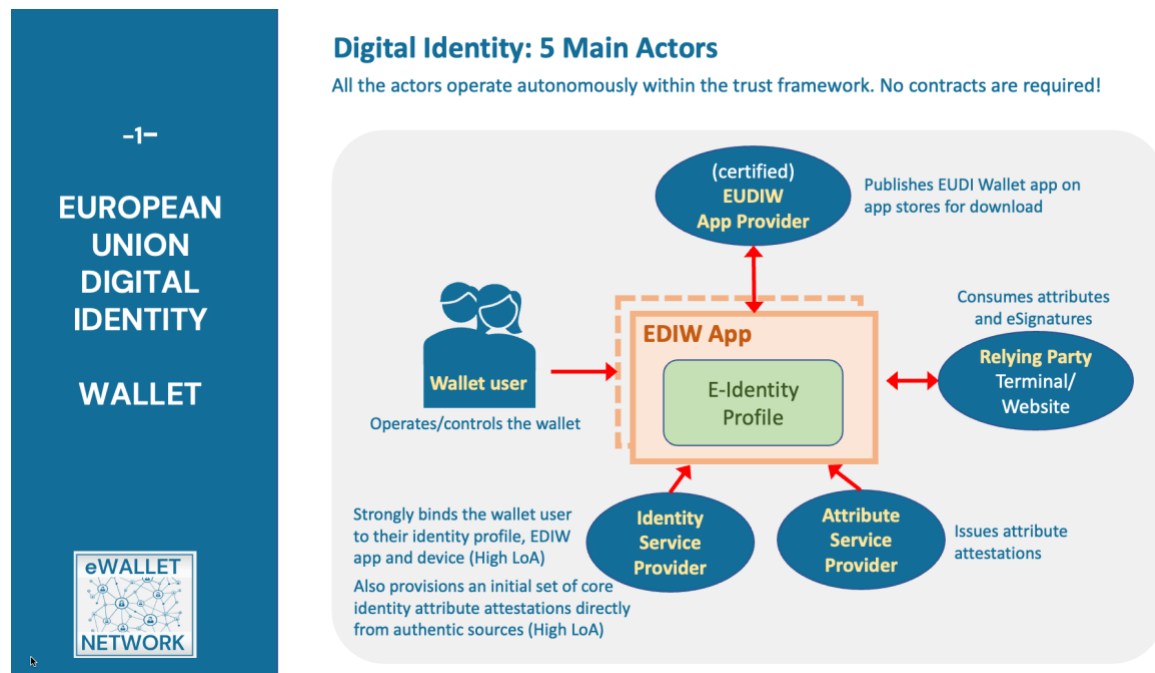 –1–
EUROPEAN
UNION
DIGITAL
IDENTITY
WALLET
eWALLET
NETWORK
Digital Identity: 5 Main Actors
All the actors operate autonomously within the trust framework. No contracts are required!
(certified)
EUDIW
App Provider
Publishes EUDI Wallet app on
app stores for download
Wallet user
Operates/controls the wallet
EDIW App
E-Identity
Profile
Consumes attributes
and eSignatures
Relying Party
Terminal/
Website
Strongly binds the wallet user
to their identity profile, EDIW
app and device (High LoA)
Also provisions an initial set of core
identity attribute attestations directly
from authentic sources (High LoA)
Identity
Service
Provider
Attribute
Service
Provider
Issues attribute
attestations